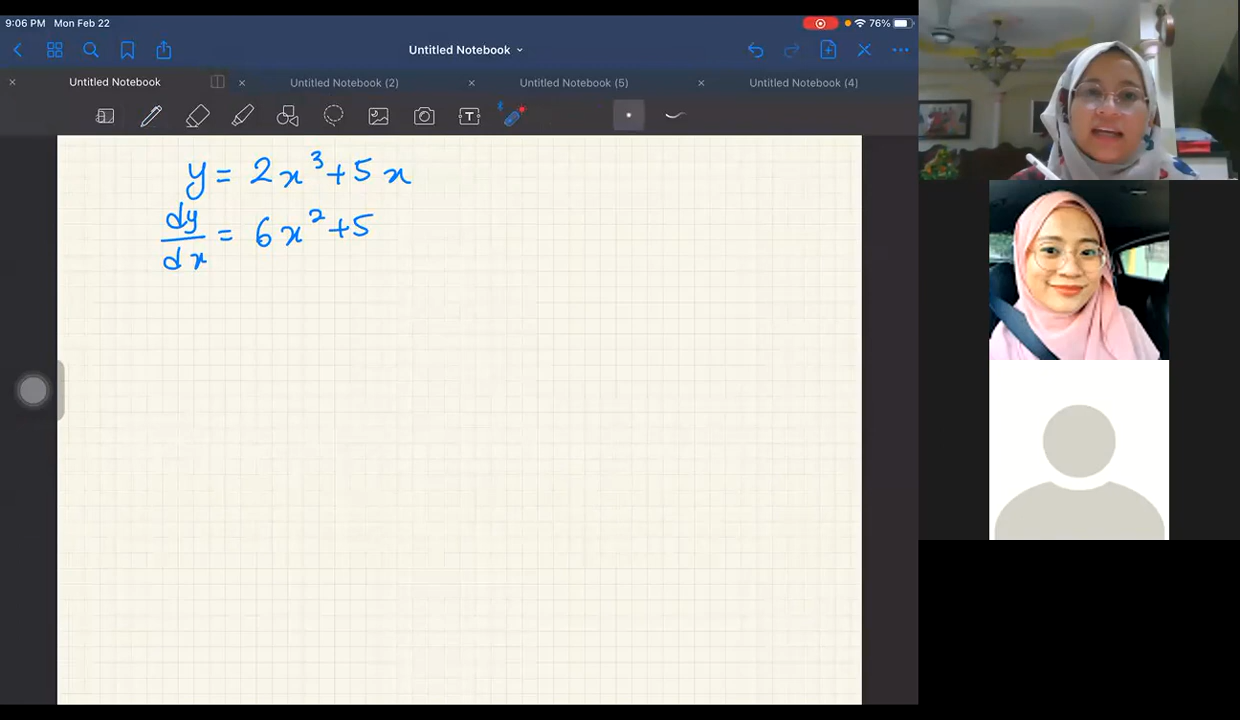 9:06 PM Mon Feb 22
76%
Untitled Notebook
Untitled Notebook
Untitled Notebook (2)
Untitled Notebook (5)
Untitled Notebook (4)
T
y = 2x³ + 5x
dy/dx = 6x² + 5